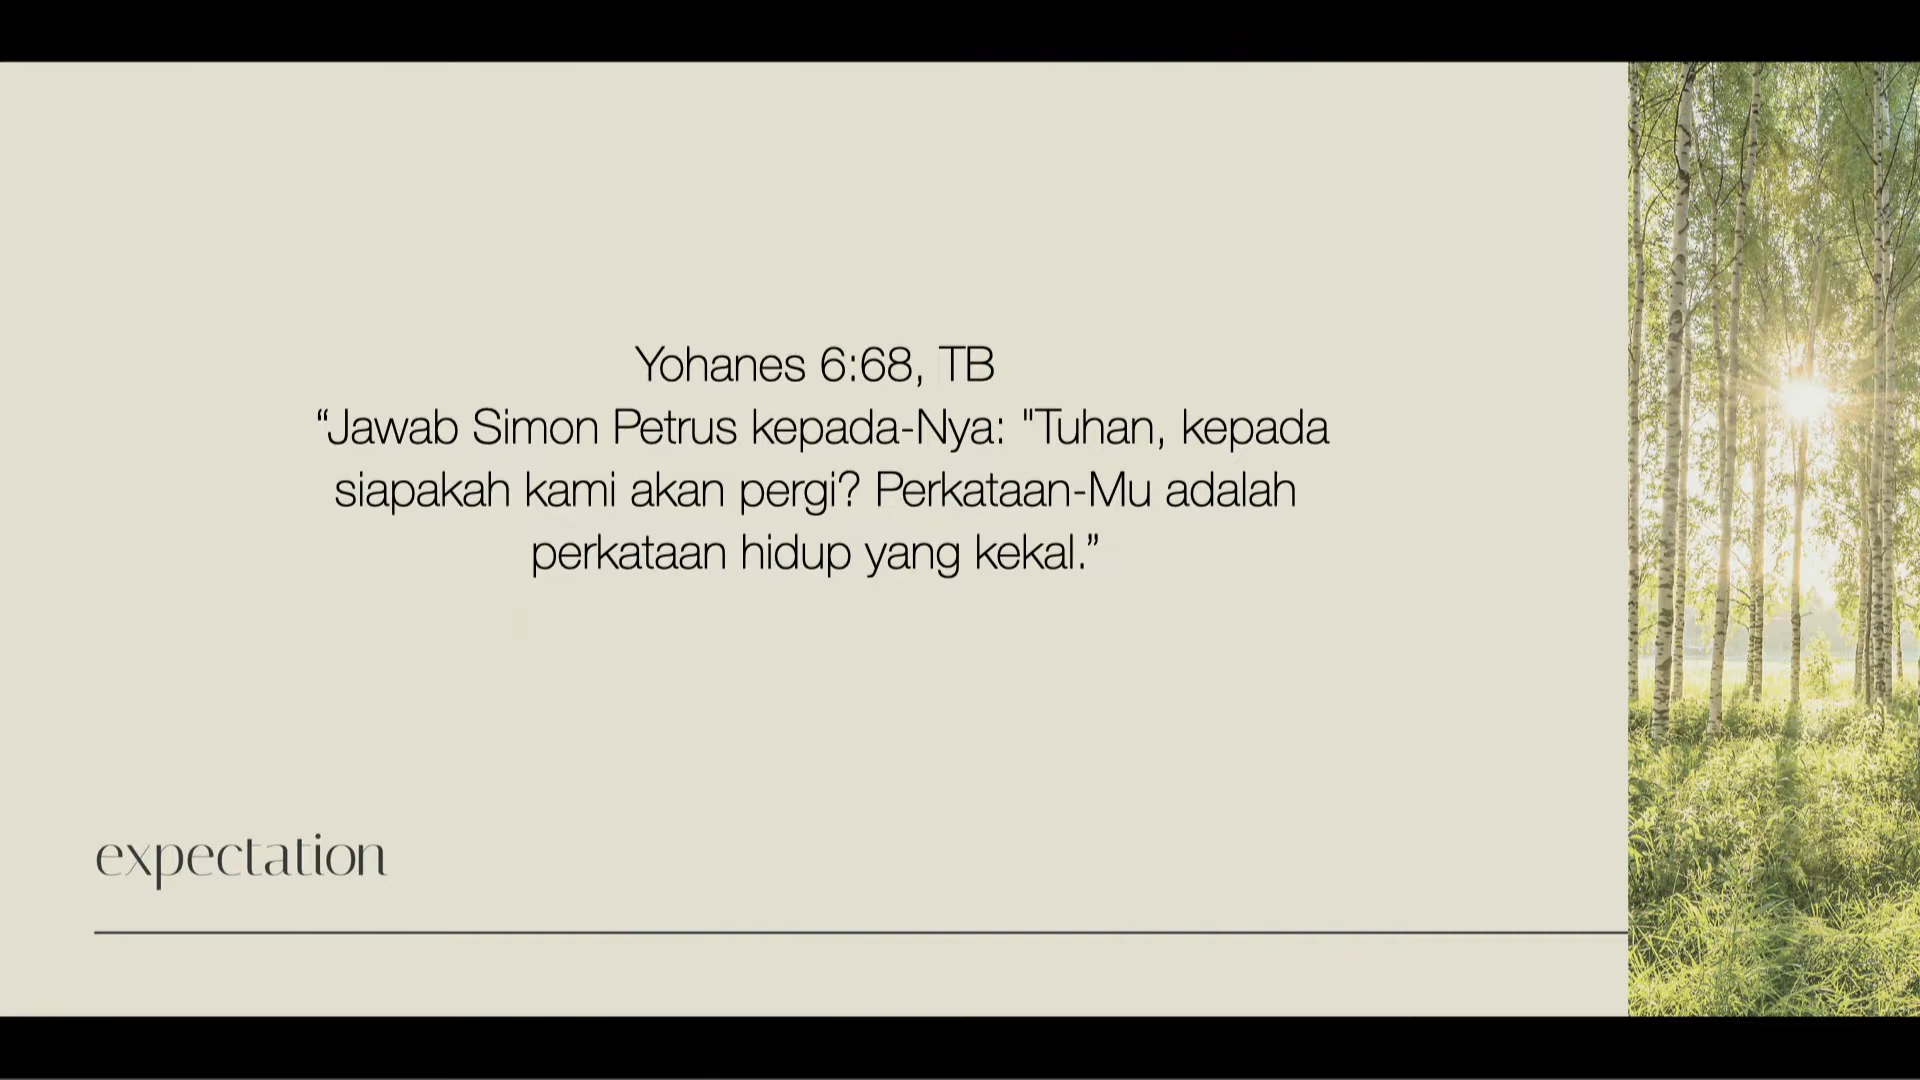 Yohanes 6:68, TB
“Jawab Simon Petrus kepada-Nya: "Tuhan, kepada
siapakah kami akan pergi? Perkataan-Mu adalah
perkataan hidup yang kekal.”
expectation